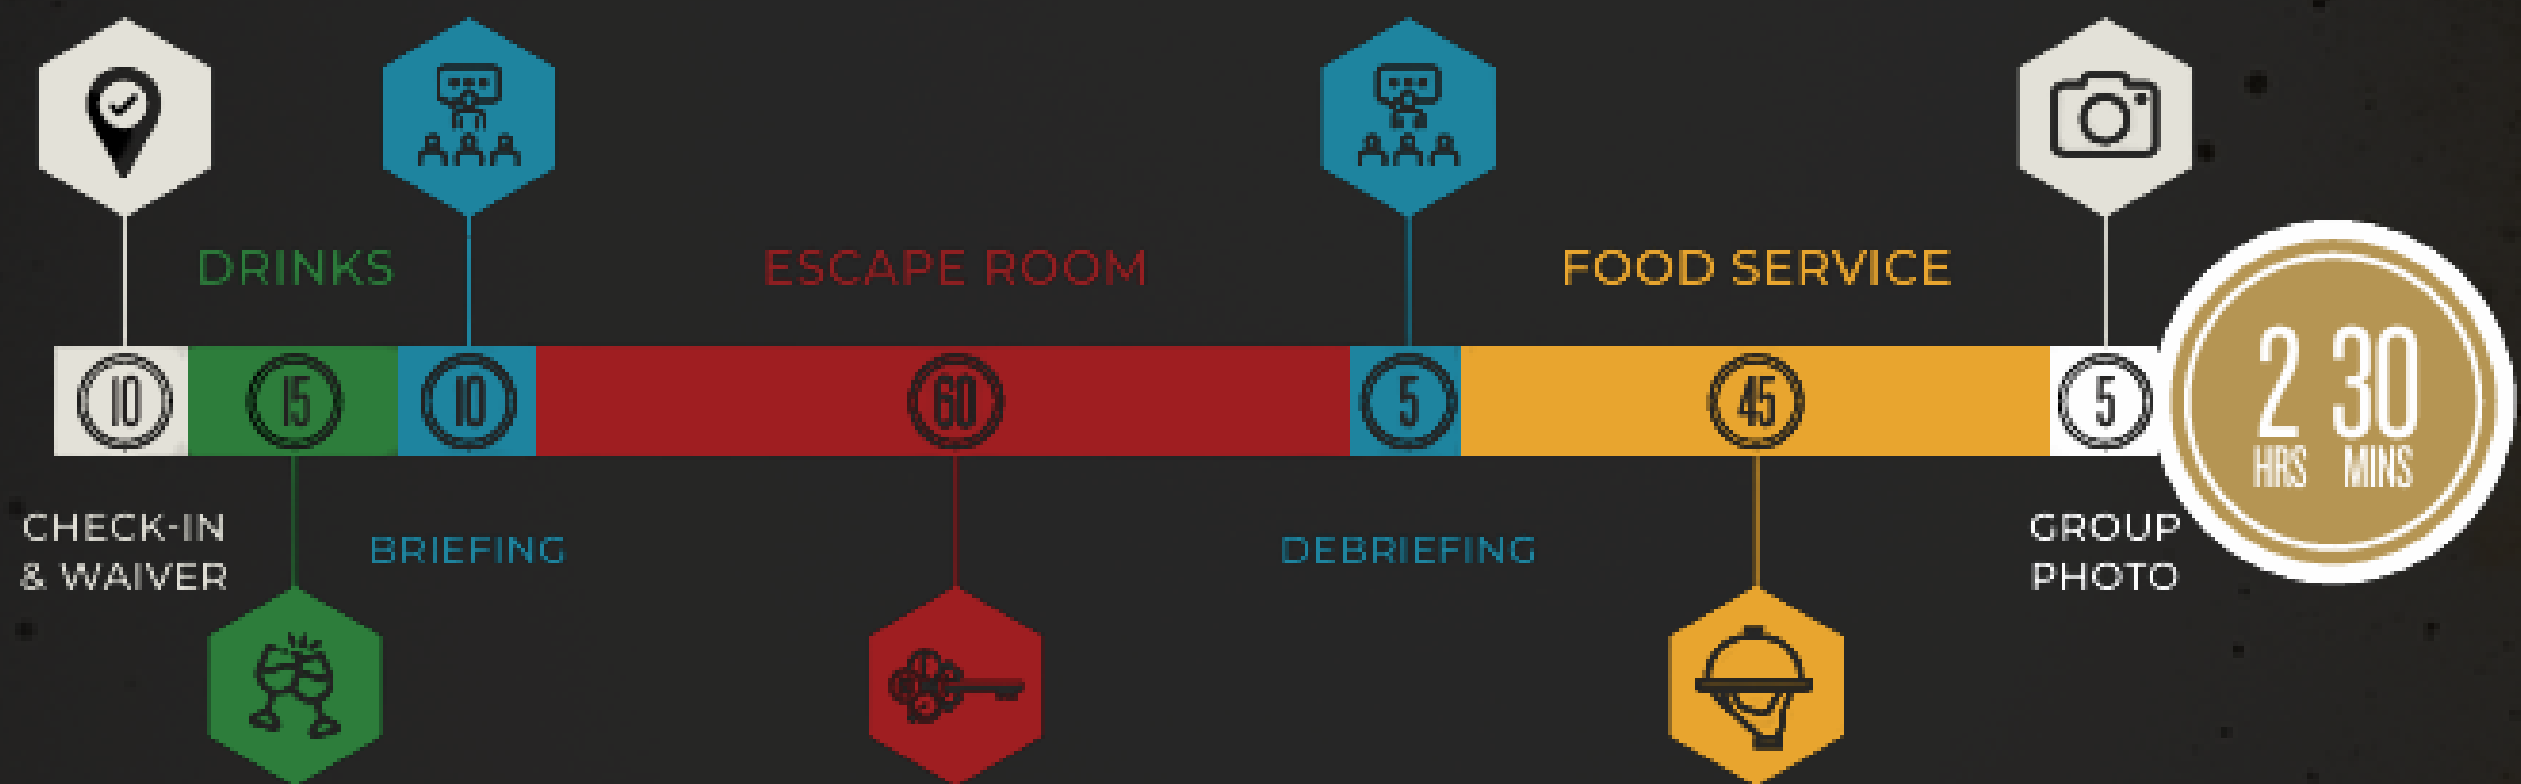 DRINKS
ESCAPE ROOM
FOOD SERVICE
10
15
10
60
5
45
5
2 30
HRS MINS
CHECK-IN
& WAIVER
BRIEFING
DEBRIEFING
GROUP
PHOTO